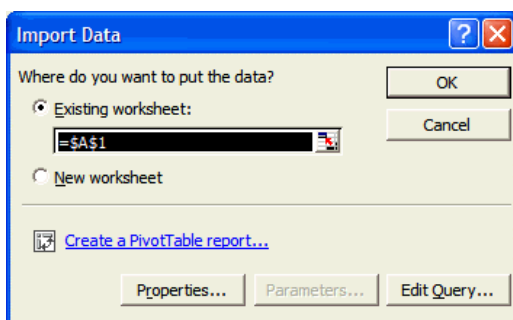 Import Data
Where do you want to put the data?
OK
Existing worksheet:
Cancel
=$A$1
New worksheet
Create a PivotTable report...
Properties...
Parameters...
Edit Query...